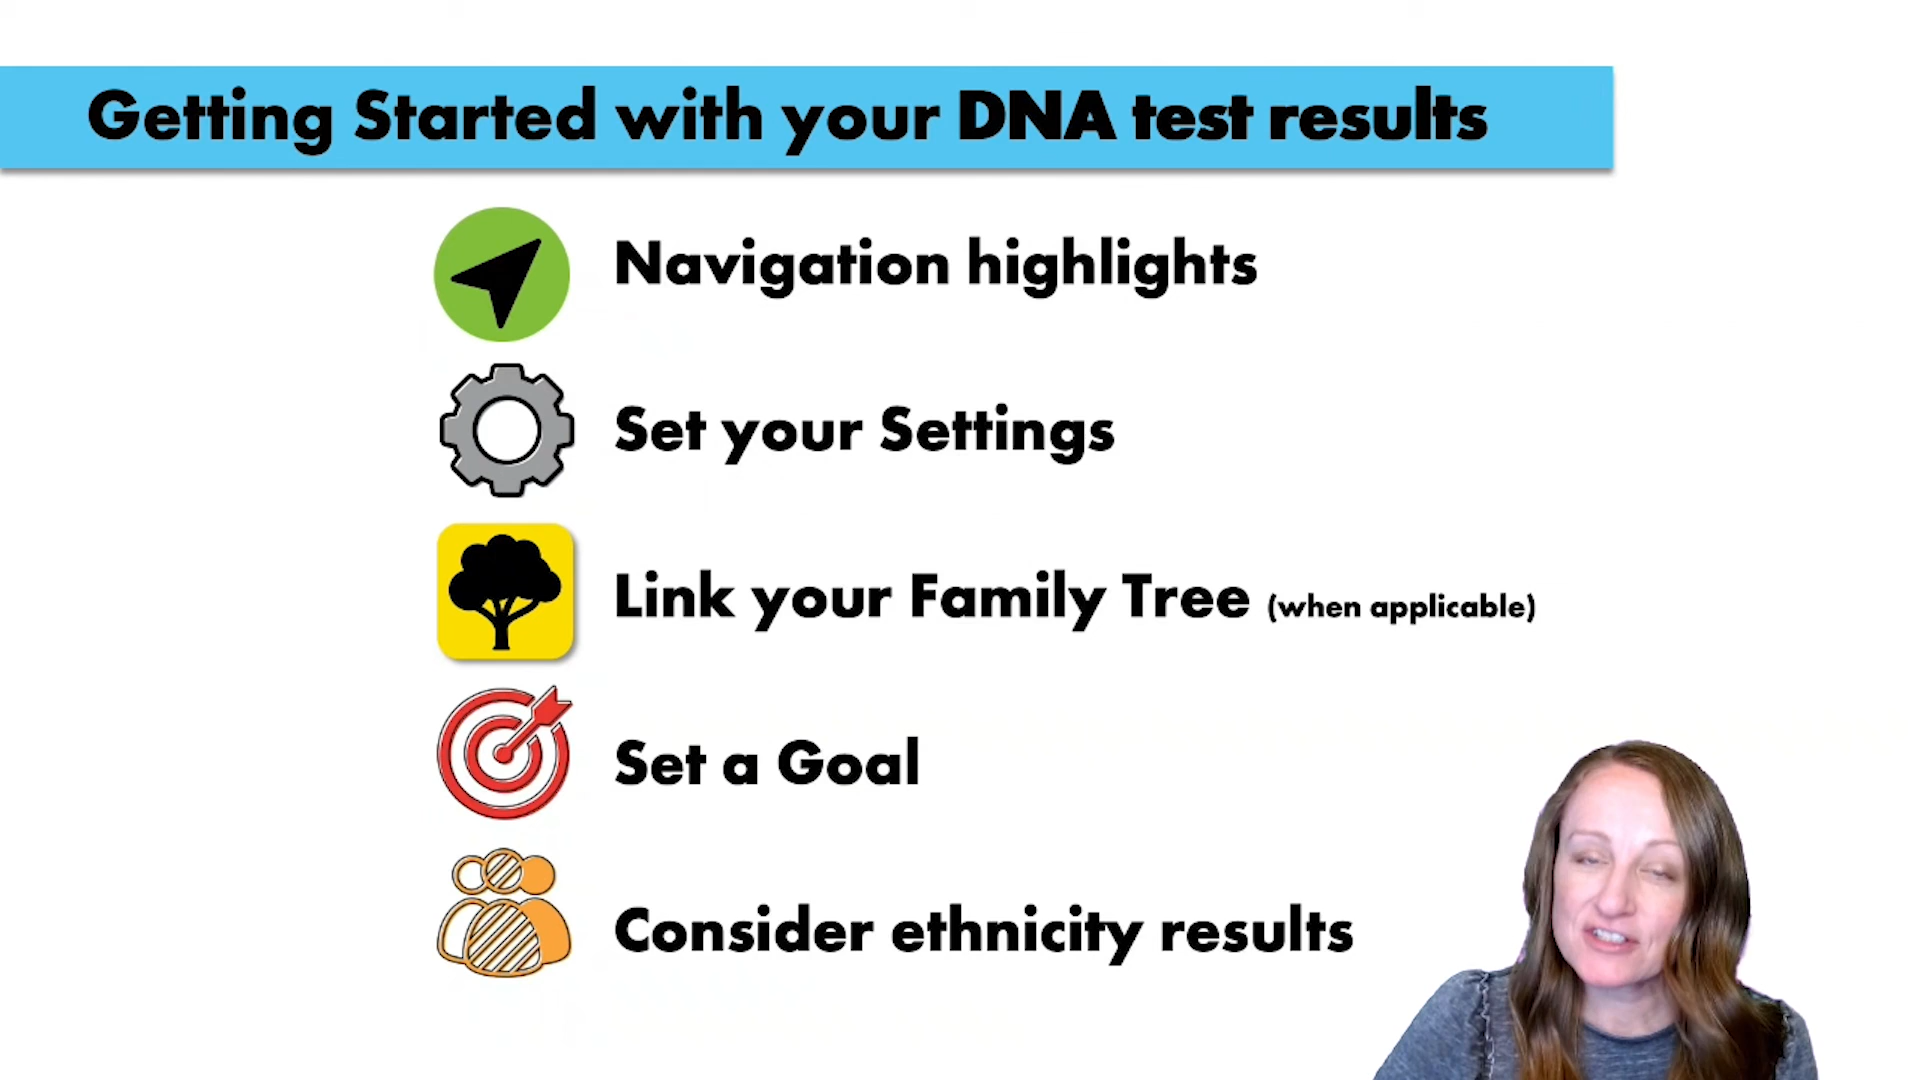 Getting Started with your DNA test results
Navigation highlights
Set your Settings
Link your Family Tree (when applicable)
Set a Goal
Consider ethnicity results